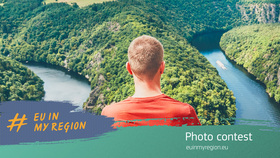 # EU IN
MY REGION
Photo contest
euinmyregion.eu